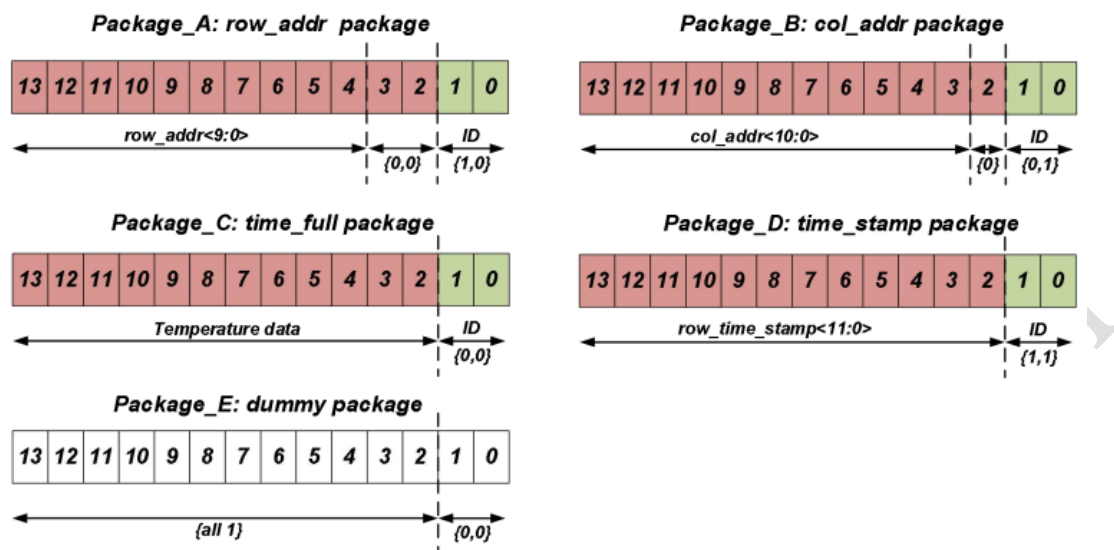 Package_A: row_addr package
13 12 11 10 9 8 7 6 5 4 3 2 1 0
row_addr<9:0>
ID
{0,0}
{1,0}
Package_B: col_addr package
13 12 11 10 9 8 7 6 5 4 3 2 1 0
col_addr<10:0>
ID
{0}
{0,1}
Package_C: time_full package
13 12 11 10 9 8 7 6 5 4 3 2 1 0
Temperature data
ID
{0,0}
Package_D: time_stamp package
13 12 11 10 9 8 7 6 5 4 3 2 1 0
row_time_stamp<11:0>
ID
{1,1}
Package_E: dummy package
13 12 11 10 9 8 7 6 5 4 3 2 1 0
{all 1}
{0,0}